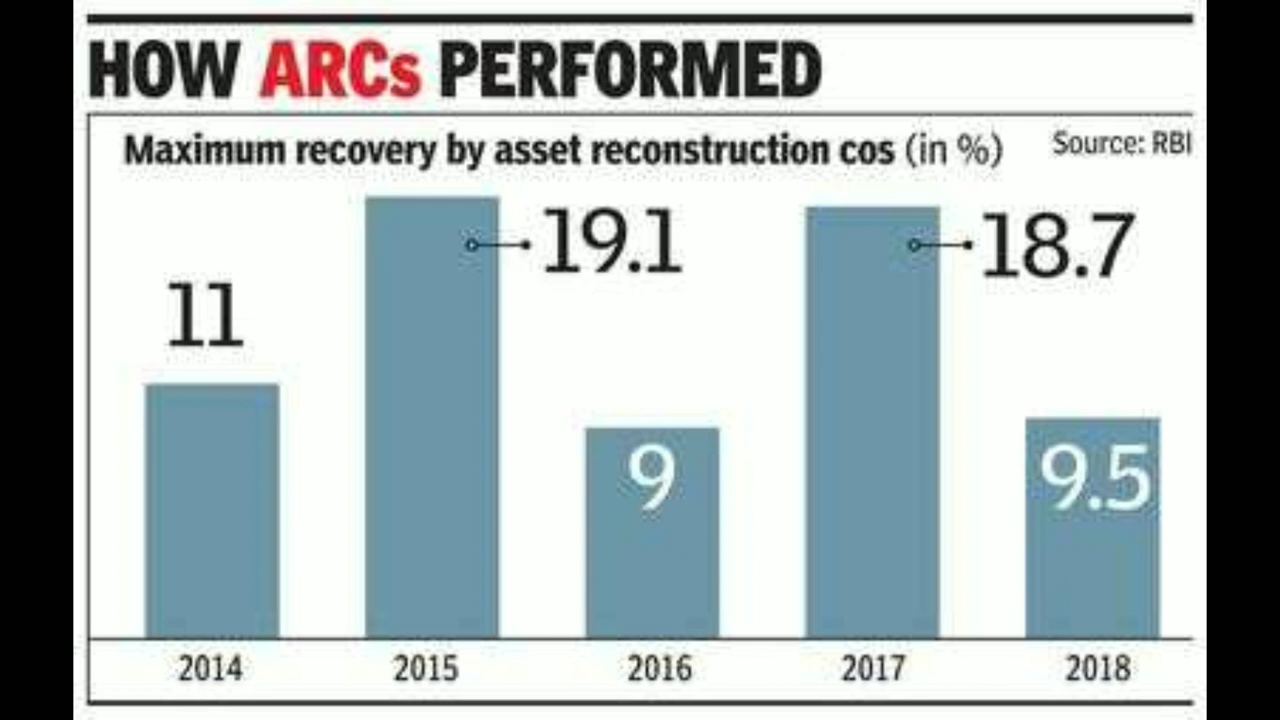 HOW ARCs PERFORMED
Maximum recovery by asset reconstruction cos (in %)
Source: RBI
11
19.1
9
18.7
9.5
2014 2015 2016 2017 2018